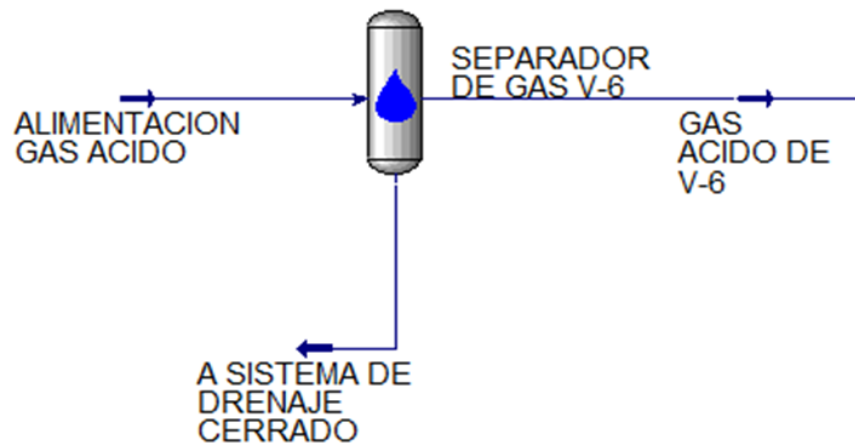 SEPARADOR
DE GAS V-6
ALIMENTACION
GAS ACIDO
GAS
ACIDO DE
V-6
A SISTEMA DE
DRENAJE
CERRADO